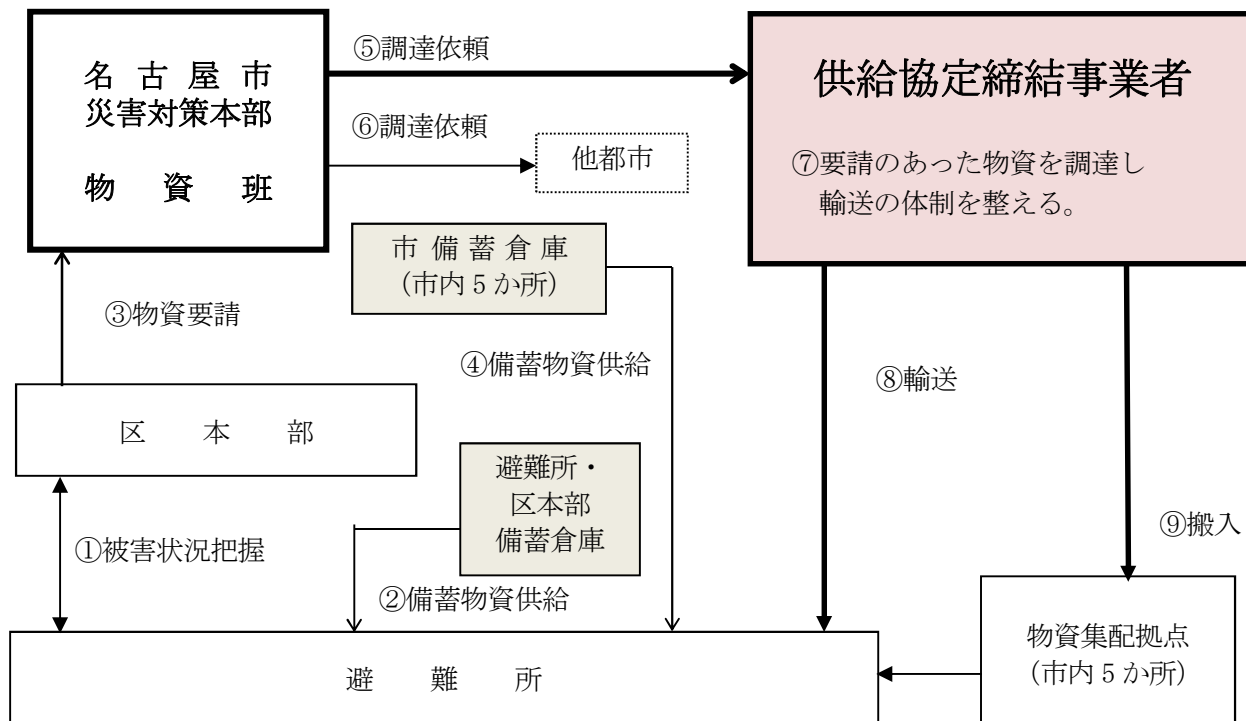 名古屋市
災害対策本部
物資班
⑤調達依頼
⑥調達依頼
他都市
供給協定締結事業者
⑦要請のあった物資を調達し
輸送の体制を整える。
市備蓄倉庫
（市内5か所）
③物資要請
④備蓄物資供給
⑧輸送
区本部
避難所・
区本部
備蓄倉庫
①被害状況把握
②備蓄物資供給
⑨搬入
物資集配拠点
（市内5か所）
避難所